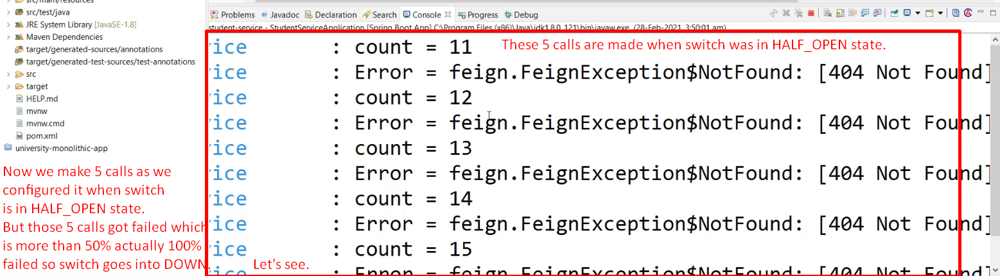 src/main/resources
src/test/java
JRE System Library [JavaSE-1.8]
Maven Dependencies
target/generated-sources/annotations
target/generated-test-sources/test-annotations
src
target
HELP.md
mvnw
mvnw.cmd
pom.xml
university-monolithic-app
Now we make 5 calls as we
configured it when switch
is in HALF_OPEN state.
But those 5 calls got failed which
is more than 50% actually 100%
failed so switch goes into DOWN.
Let's see.
Problems @ Javadoc Declaration Search Console Progress Debug
student-service - StudentServiceApplication [Spring Boot App] C:\Program Files (x86)\Java\jdk1.8.0_121\bin\javaw.exe (28-Feb-2021, 3:50:01 am)
These 5 calls are made when switch was in HALF_OPEN state.
vice : count = 11
vice : Error = feign.FeignException$NotFound: [404 Not Found]
vice : count = 12
vice : Error = feign.FeignException$NotFound: [404 Not Found]
vice : count = 13
vice : Error = feign.FeignException$NotFound: [404 Not Found]
vice : count = 14
vice : Error = feign.FeignException$NotFound: [404 Not Found]
vice : count = 15
vice : Error = feign.FeignException$NotFound: [404 Not Found]